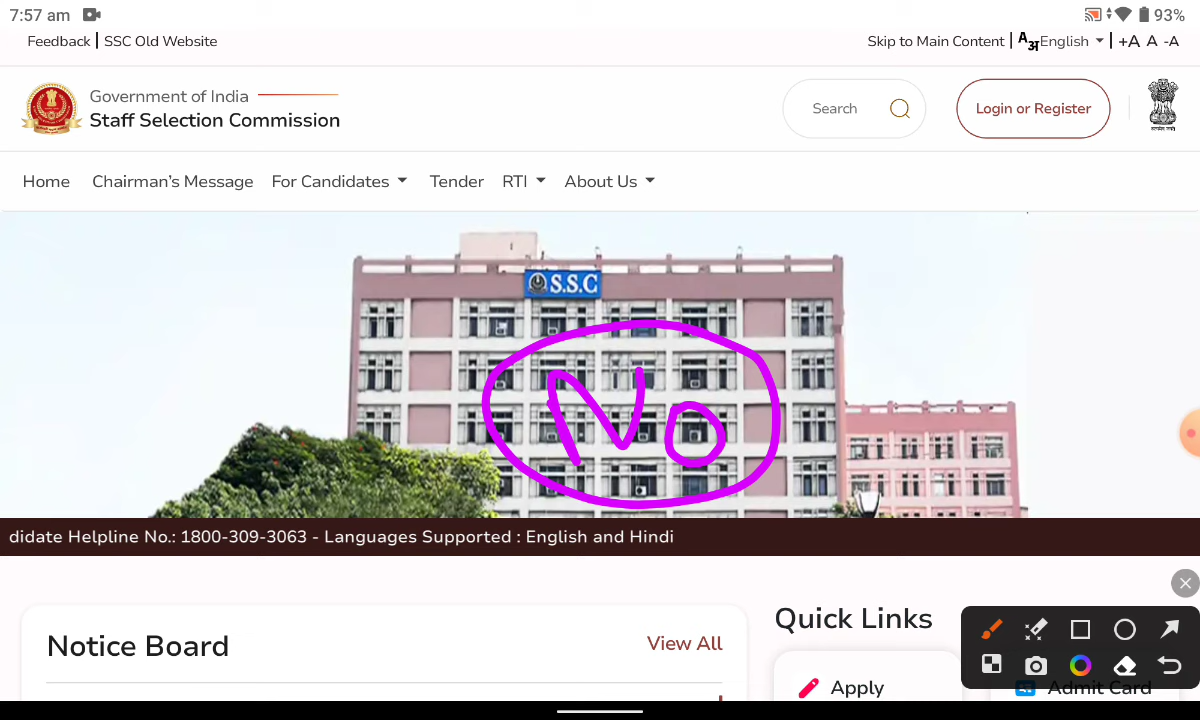 7:57 am 93%
Feedback | SSC Old Website Skip to Main Content | A अ English | +A A -A
Government of India
Staff Selection Commission
Search Login or Register
Home Chairman's Message For Candidates Tender RTI About Us
S.S.C
No
didate Helpline No.: 1800-309-3063 - Languages Supported : English and Hindi
Quick Links
Notice Board View All
Apply Admit Card